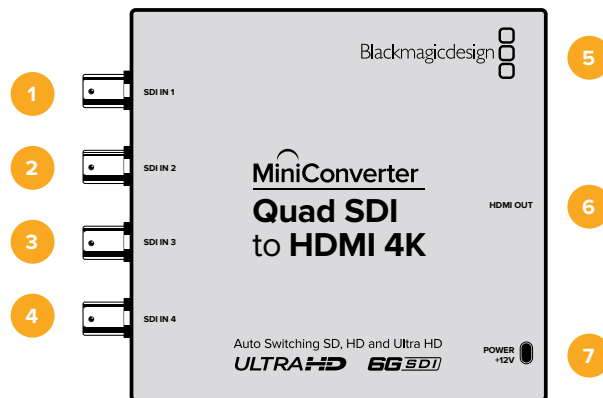 Blackmagicdesign
1
SDI IN 1
5
2
SDI IN 2
MiniConverter
Quad SDI
to HDMI 4K
HDMI OUT
6
3
SDI IN 3
4
SDI IN 4
Auto Switching SD, HD and Ultra HD
ULTRAHD 6G SDI
POWER
+12V
7